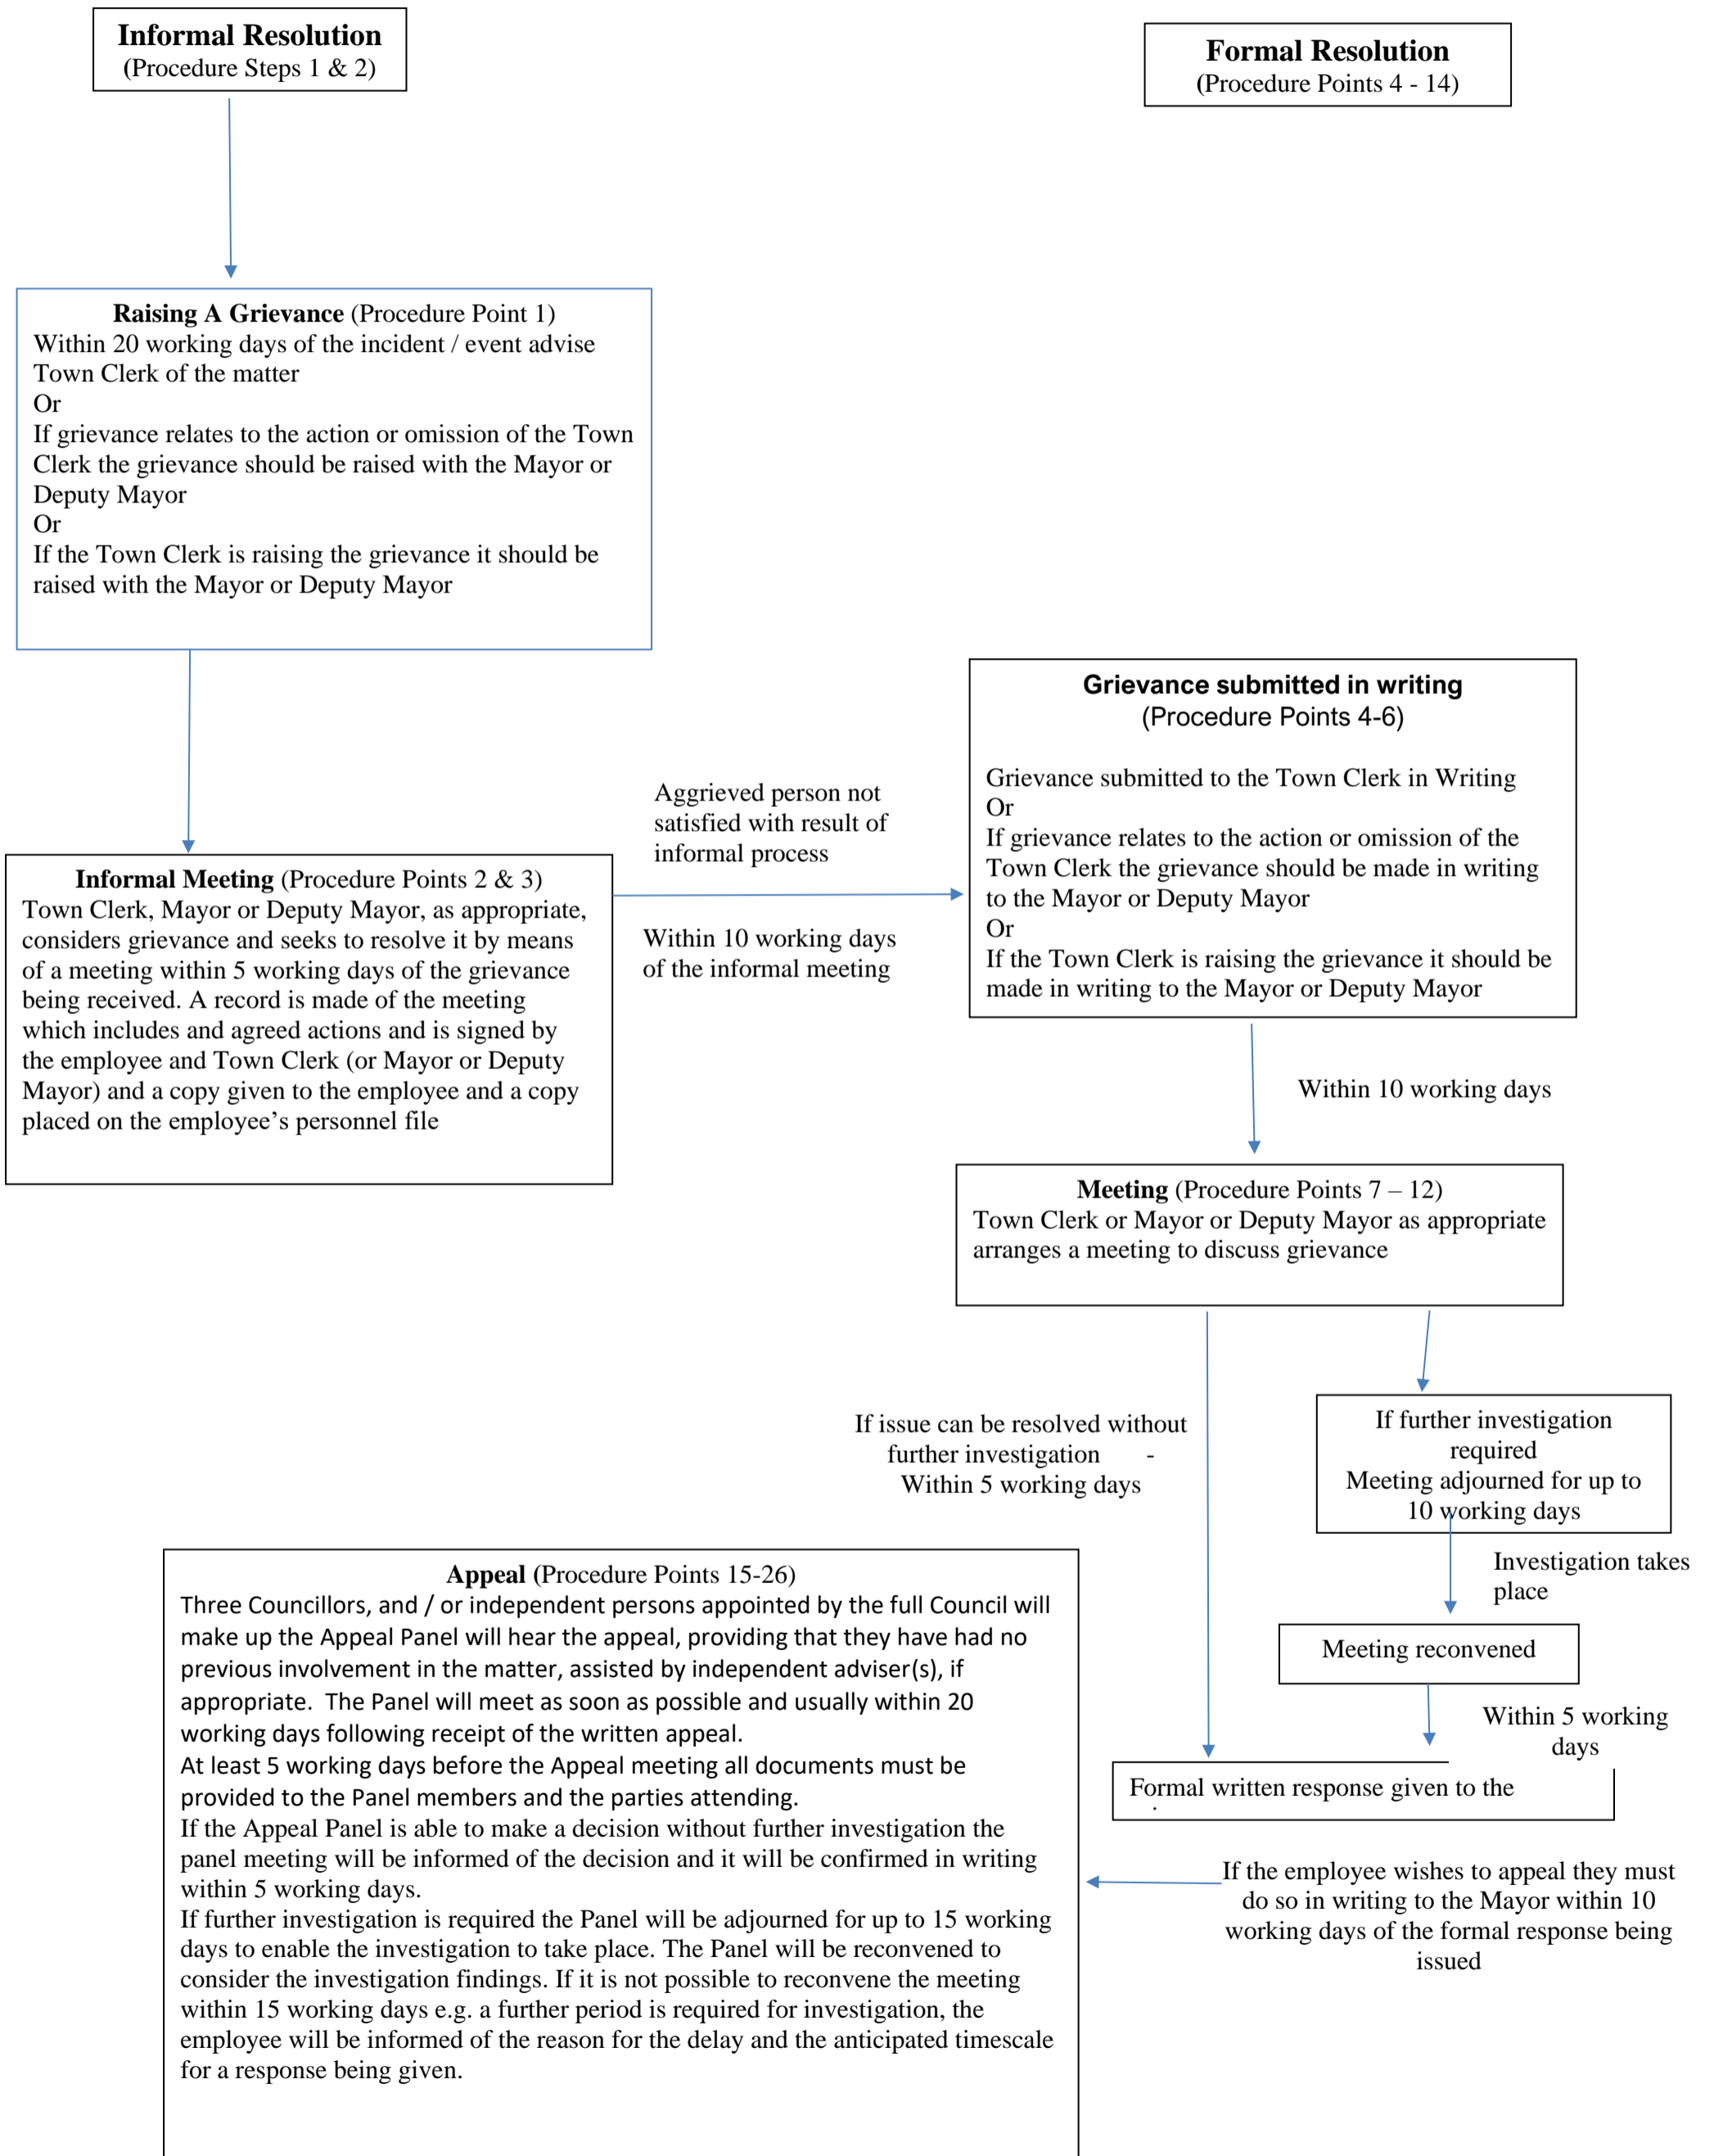 Informal Resolution
(Procedure Steps 1 & 2)
Formal Resolution
(Procedure Points 4 - 14)
Raising A Grievance (Procedure Point 1)
Within 20 working days of the incident / event advise
Town Clerk of the matter
Or
If grievance relates to the action or omission of the Town
Clerk the grievance should be raised with the Mayor or
Deputy Mayor
Or
If the Town Clerk is raising the grievance it should be
raised with the Mayor or Deputy Mayor
Informal Meeting (Procedure Points 2 & 3)
Town Clerk, Mayor or Deputy Mayor, as appropriate,
considers grievance and seeks to resolve it by means
of a meeting within 5 working days of the grievance
being received. A record is made of the meeting
which includes and agreed actions and is signed by
the employee and Town Clerk (or Mayor or Deputy
Mayor) and a copy given to the employee and a copy
placed on the employee's personnel file
Aggrieved person not
satisfied with result of
informal process
Within 10 working days
of the informal meeting
Grievance submitted in writing
(Procedure Points 4-6)
Grievance submitted to the Town Clerk in Writing
Or
If grievance relates to the action or omission of the
Town Clerk the grievance should be made in writing
to the Mayor or Deputy Mayor
Or
If the Town Clerk is raising the grievance it should be
made in writing to the Mayor or Deputy Mayor
Within 10 working days
Meeting (Procedure Points 7 – 12)
Town Clerk or Mayor or Deputy Mayor as appropriate
arranges a meeting to discuss grievance
If issue can be resolved without
further investigation -
Within 5 working days
If further investigation
required
Meeting adjourned for up to
10 working days
Investigation takes
place
Meeting reconvened
Within 5 working
days
Formal written response given to the
If the employee wishes to appeal they must
do so in writing to the Mayor within 10
working days of the formal response being
issued
Appeal (Procedure Points 15-26)
Three Councillors, and / or independent persons appointed by the full Council will
make up the Appeal Panel will hear the appeal, providing that they have had no
previous involvement in the matter, assisted by independent adviser(s), if
appropriate. The Panel will meet as soon as possible and usually within 20
working days following receipt of the written appeal.
At least 5 working days before the Appeal meeting all documents must be
provided to the Panel members and the parties attending.
If the Appeal Panel is able to make a decision without further investigation the
panel meeting will be informed of the decision and it will be confirmed in writing
within 5 working days.
If further investigation is required the Panel will be adjourned for up to 15 working
days to enable the investigation to take place. The Panel will be reconvened to
consider the investigation findings. If it is not possible to reconvene the meeting
within 15 working days e.g. a further period is required for investigation, the
employee will be informed of the reason for the delay and the anticipated timescale
for a response being given.